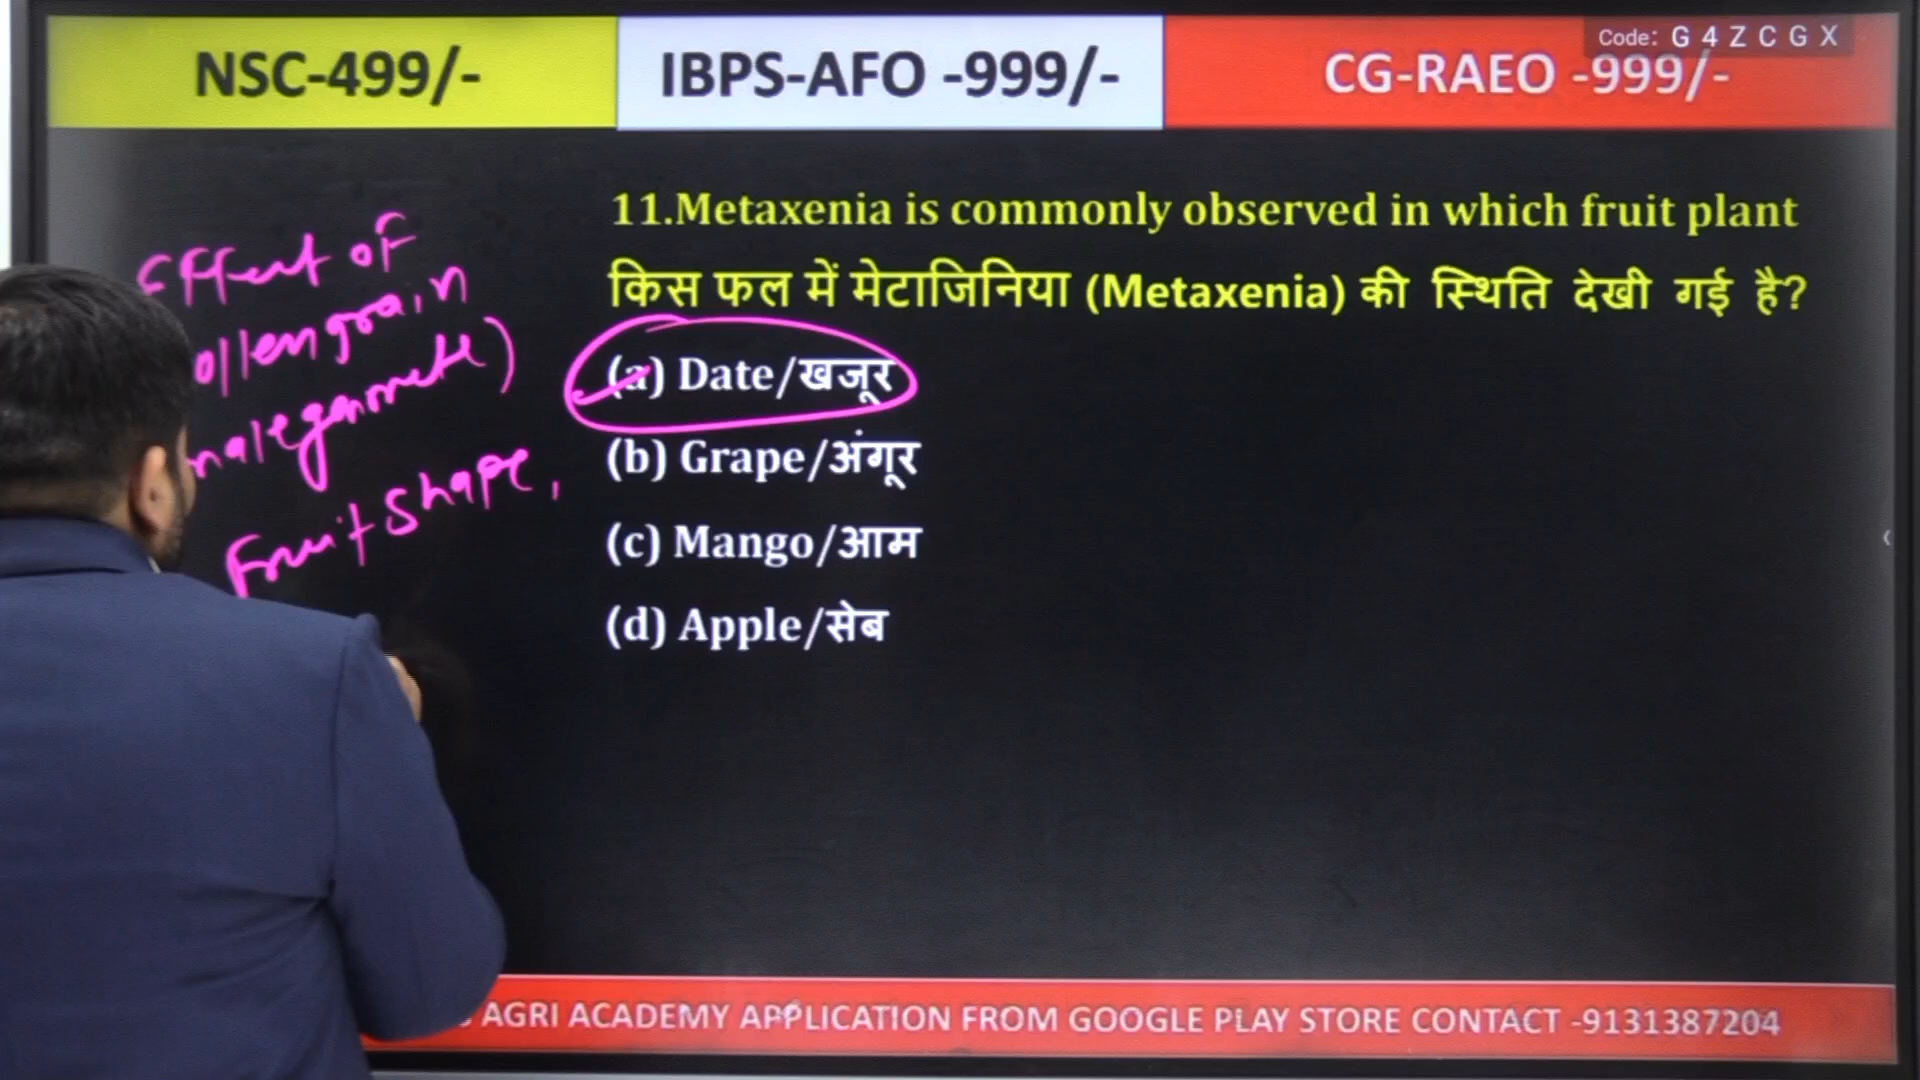 NSC-499/-
IBPS-AFO -999/-
CG-RAEO -999/-
Code: G 4 Z C G X
11.Metaxenia is commonly observed in which fruit plant
किस फल में मेटाजिनिया (Metaxenia) की स्थिति देखी गई है?
(a) Date/खजूर
(b) Grape/अंगूर
(c) Mango/आम
(d) Apple/सेब
Effect of
ollengrain
malegamete)
Fruit Shape,
AGRI ACADEMY APPLICATION FROM GOOGLE PLAY STORE CONTACT -9131387204